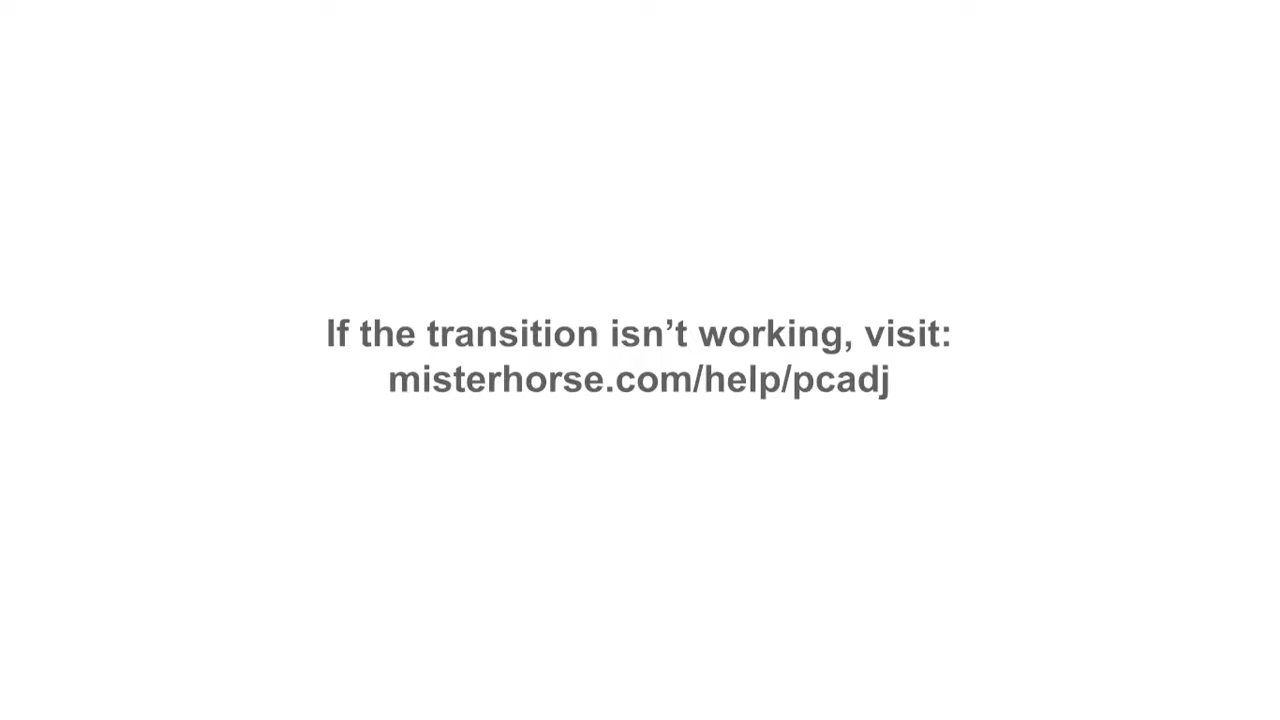 If the transition isn’t working, visit:
misterhorse.com/help/pcadj